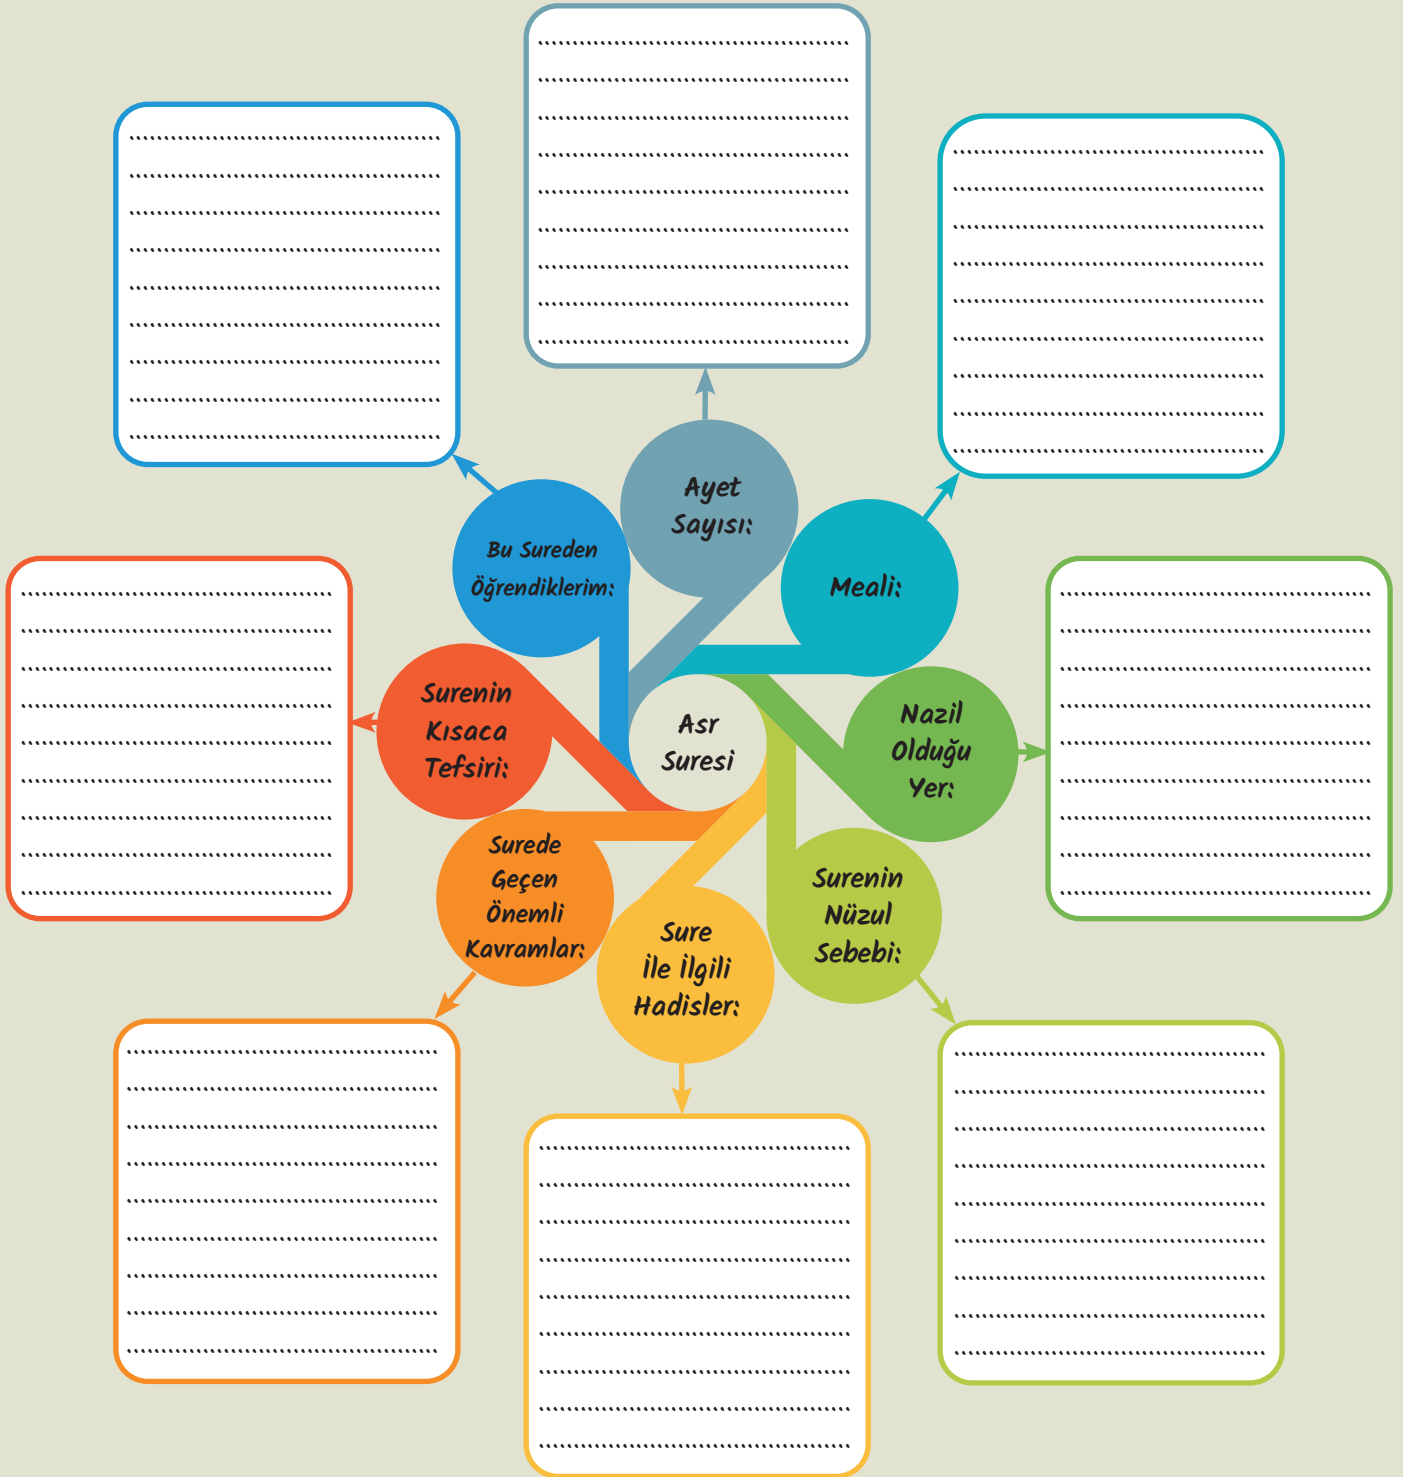 Ayet
Sayısı:
Meali:
Nazil
Olduğu
Yer:
Surenin
Nüzul
Sebebi:
Sure
İle İlgili
Hadisler:
Surede
Geçen
Önemli
Kavramlar:
Surenin
Kısaca
Tefsiri:
Bu Sureden
Öğrendiklerim:
Asr
Suresi